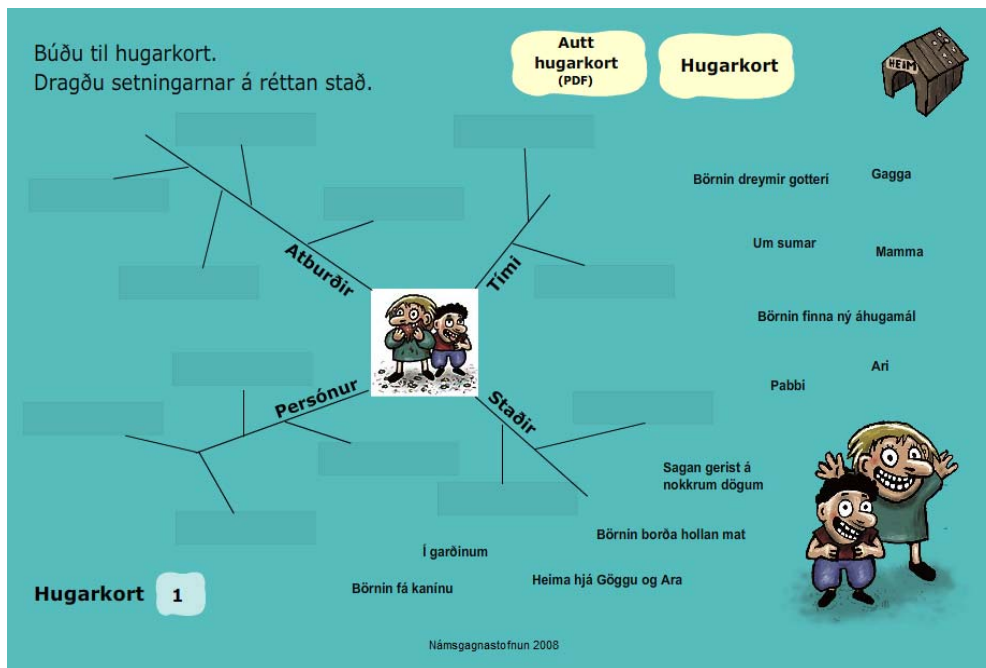 Búðu til hugarkort.
Dragðu setningarnar á réttan stað.
Autt
hugarkort
(PDF)
Hugarkort
HEIM
Börnin dreymir gotterí
Gagga
Um sumar
Mamma
Börnin finna ný áhugamál
Ari
Pabbi
Atburðir
Tími
Persónur
Staðir
Sagan gerist á
nokkrum dögum
Börnin borða hollan mat
Í garðinum
Börnin fá kanínu
Heima hjá Göggu og Ara
Hugarkort 1
Námsgagnastofnun 2008